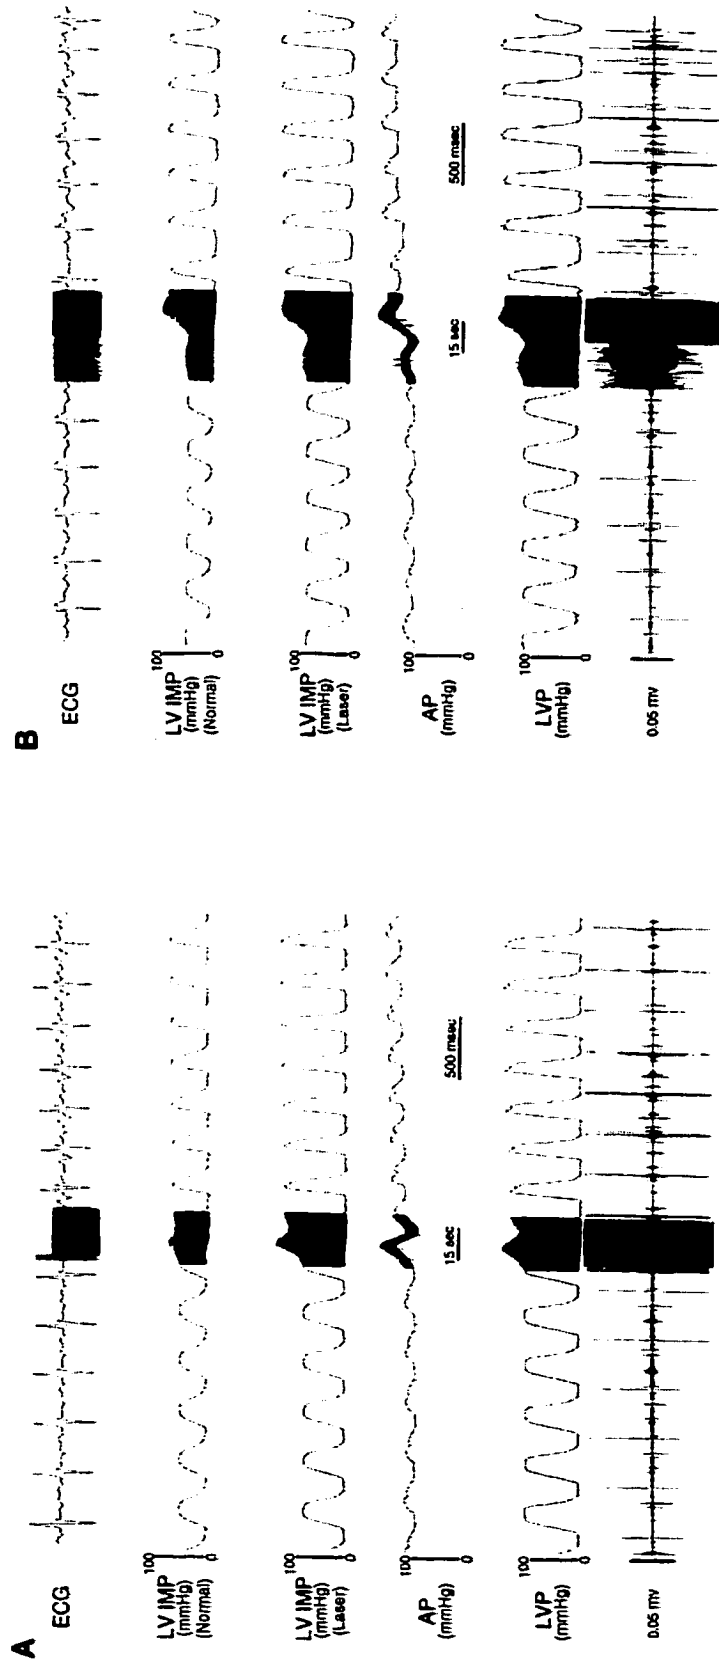 A
ECG
100
0
LV IMP
(mmHg)
(Normal)
100
0
LV IMP
(mmHg)
(Laser)
100
0
AP
(mmHg)
15 sec
500 msec
100
0
LVP
(mmHg)
0.05 mv
B
ECG
100
0
LV IMP
(mmHg)
(Normal)
100
0
LV IMP
(mmHg)
(Laser)
100
0
AP
(mmHg)
15 sec
500 msec
100
0
LVP
(mmHg)
0.05 mv